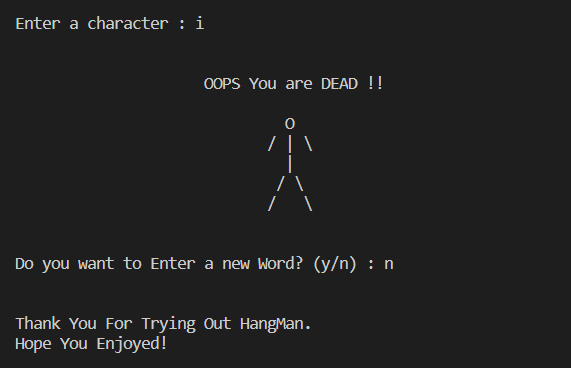 Enter a character : i
OOPS You are DEAD !!
O
/ | \
|
/ \
/   \
Do you want to Enter a new Word? (y/n) : n
Thank You For Trying Out HangMan.
Hope You Enjoyed!